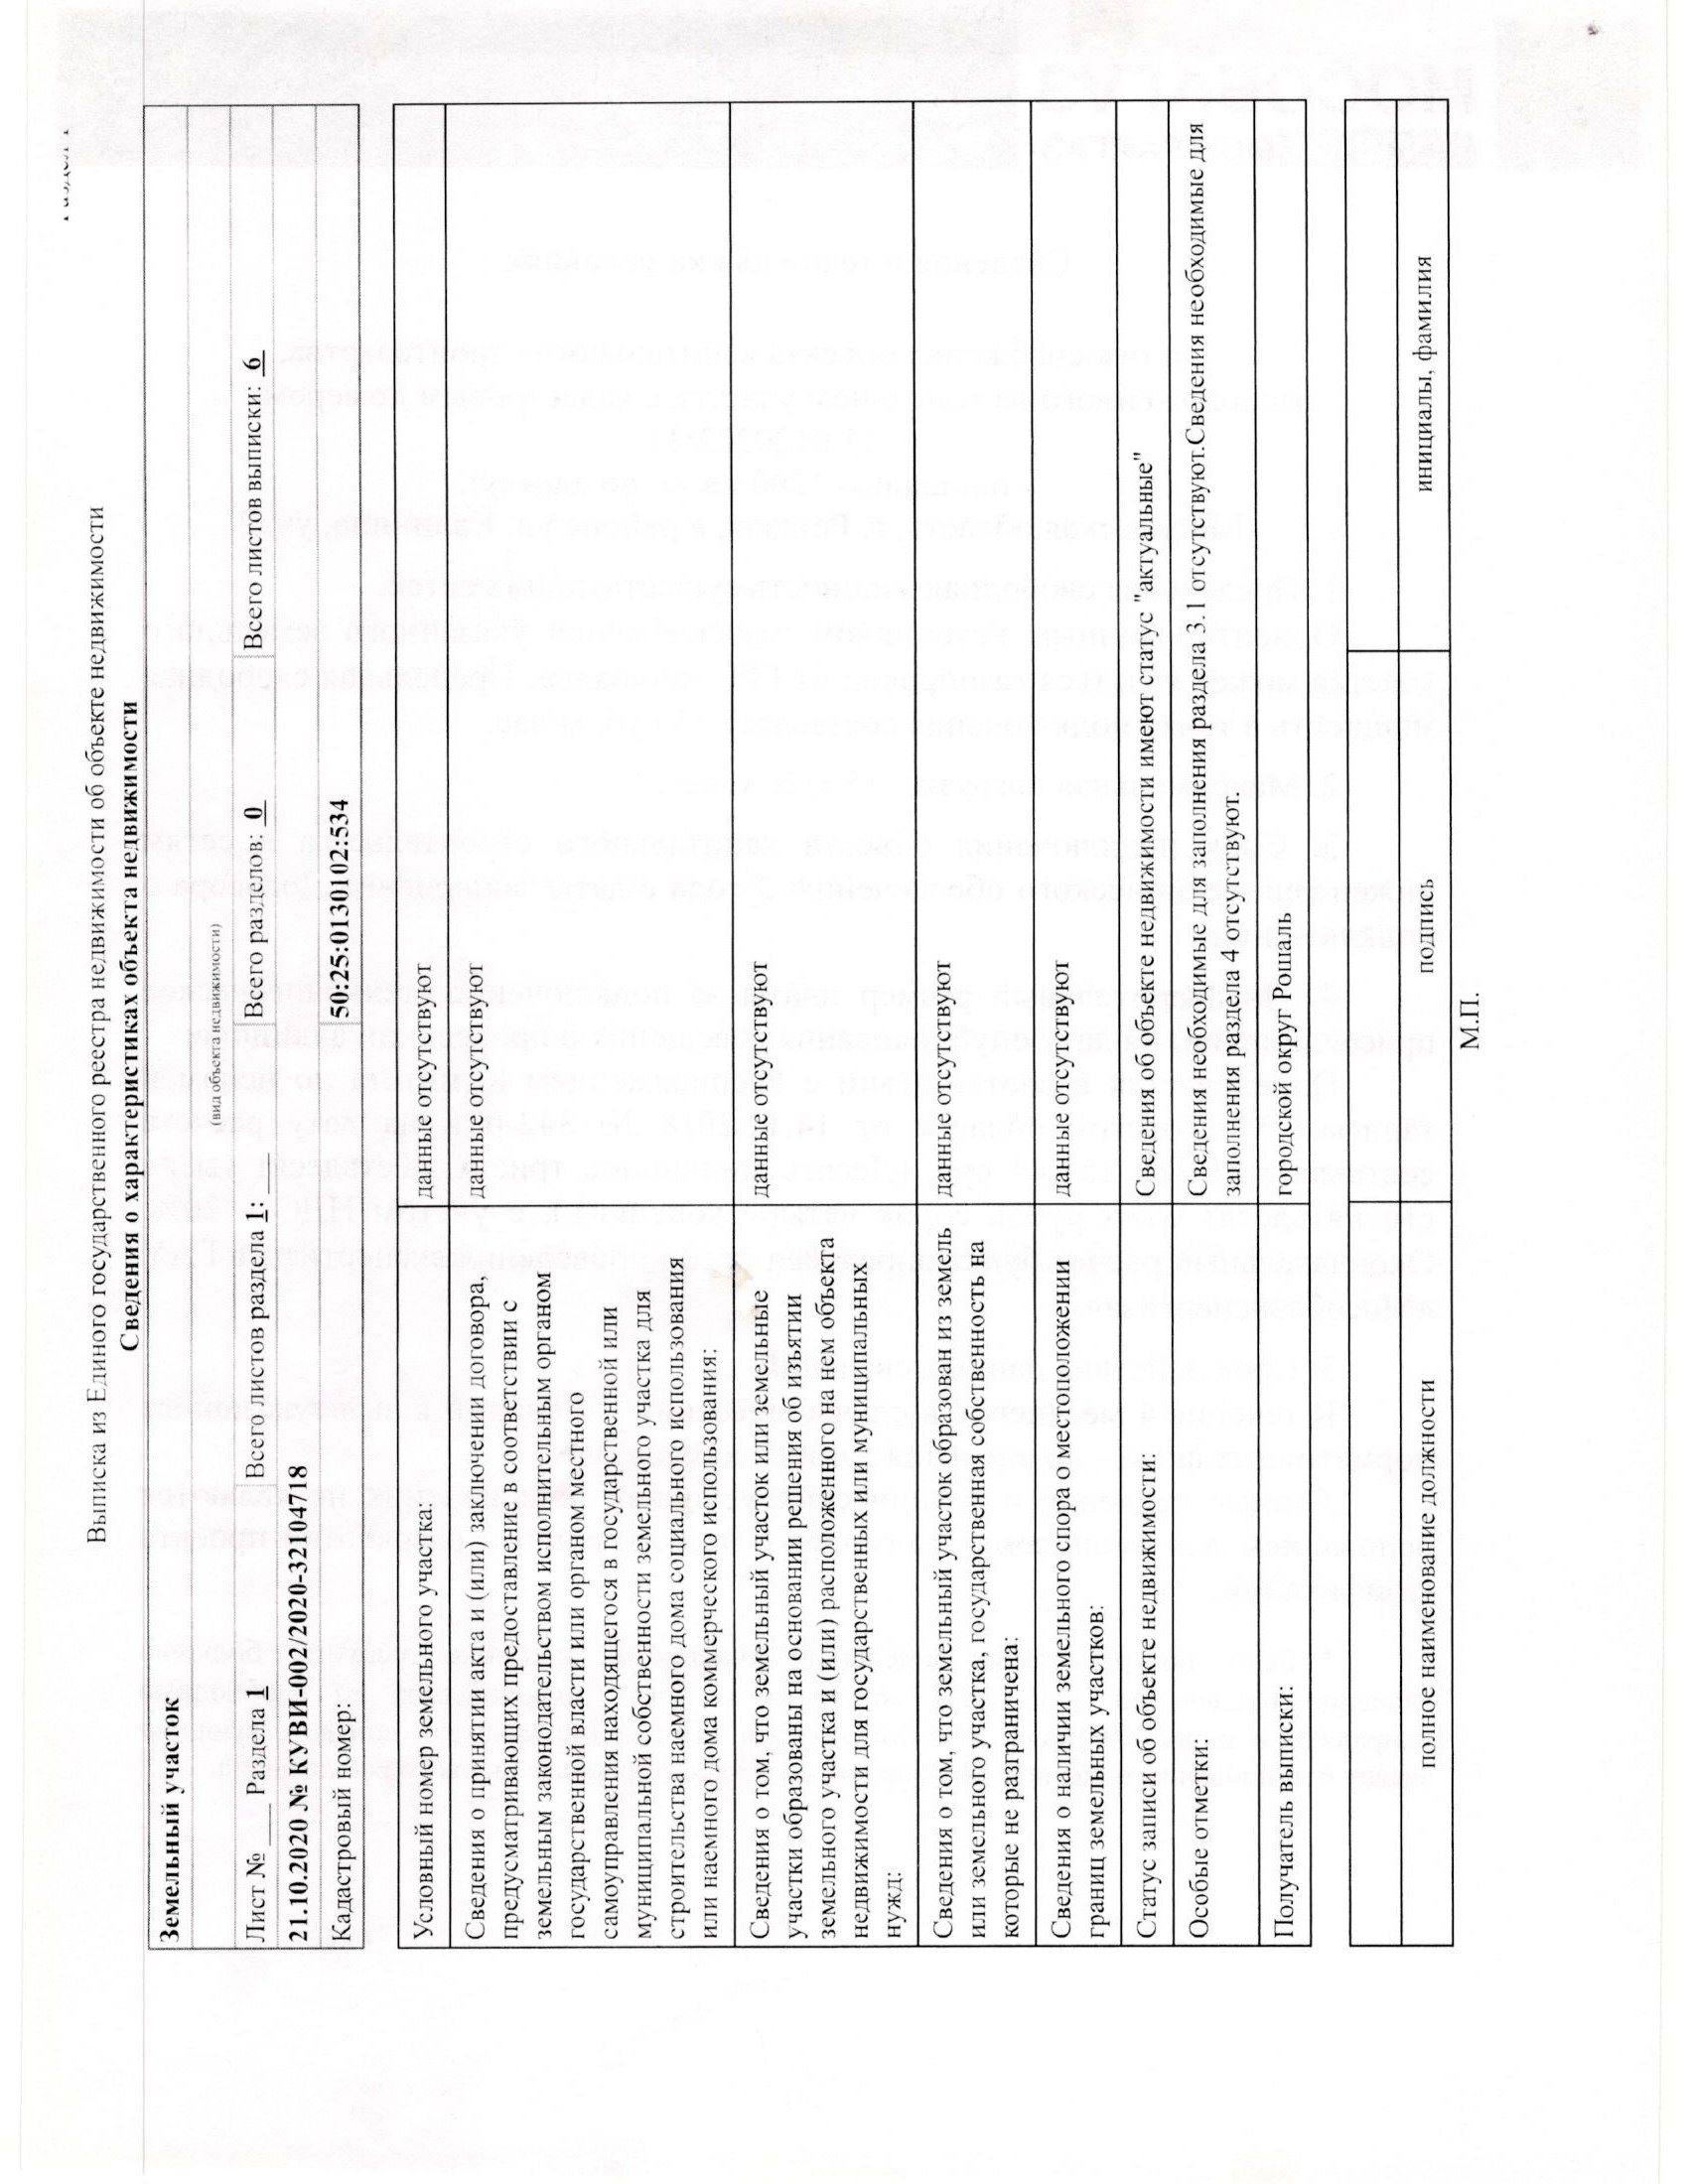 Выписка из Единого государственного реестра недвижимости об объекте недвижимости
Сведения о характеристиках объекта недвижимости
Земельный участок
(вид объекта недвижимости)
Лист № ___ Раздела 1 Всего листов раздела 1: ___ Всего разделов: 0 Всего листов выписки: 6
21.10.2020 № КУВИ-002/2020-32104718
Кадастровый номер: 50:25:0130102:534
Условный номер земельного участка: данные отсутствуют
Сведения о принятии акта и (или) заключении договора, данные отсутствуют
предусматривающих предоставление в соответствии с
земельным законодательством исполнительным органом
государственной власти или органом местного
самоуправления находящегося в государственной или
муниципальной собственности земельного участка для
строительства наемного дома социального использования
или наемного дома коммерческого использования:
Сведения о том, что земельный участок или земельные данные отсутствуют
участки образованы на основании решения об изъятии
земельного участка и (или) расположенного на нем объекта
недвижимости для государственных или муниципальных
нужд:
Сведения о том, что земельный участок образован из земель данные отсутствуют
или земельного участка, государственная собственность на
которые не разграничена:
Сведения о наличии земельного спора о местоположении данные отсутствуют
границ земельных участков:
Статус записи об объекте недвижимости: Сведения об объекте недвижимости имеют статус "актуальные"
Особые отметки: Сведения необходимые для заполнения раздела 3.1 отсутствуют.Сведения необходимые для
заполнения раздела 4 отсутствуют.
Получатель выписки: городской округ Рошаль
полное наименование должности подпись инициалы, фамилия
М.П.